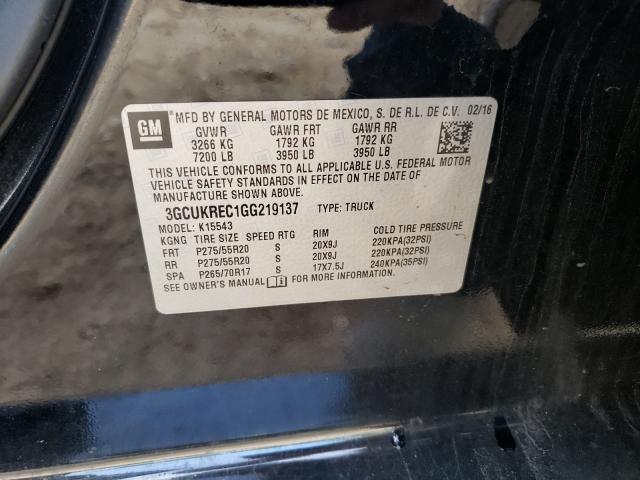 GM
MFD BY GENERAL MOTORS DE MEXICO, S. DE R.L. DE C.V. 02/16
GVWR GAWR FRT GAWR RR
3266 KG 1792 KG 1792 KG
7200 LB 3950 LB 3950 LB
THIS VEHICLE CONFORMS TO ALL APPLICABLE U.S. FEDERAL MOTOR
VEHICLE SAFETY STANDARDS IN EFFECT ON THE DATE OF
MANUFACTURE SHOWN ABOVE.
3GCUKREC1GG219137 TYPE: TRUCK
MODEL: K15543
KGNG TIRE SIZE SPEED RTG RIM COLD TIRE PRESSURE
FRT P275/55R20 S 20X9J 220KPA(32PSI)
RR P275/55R20 S 20X9J 220KPA(32PSI)
SPA P265/70R17 S 17X7.5J 240KPA(35PSI)
SEE OWNER'S MANUAL FOR MORE INFORMATION.